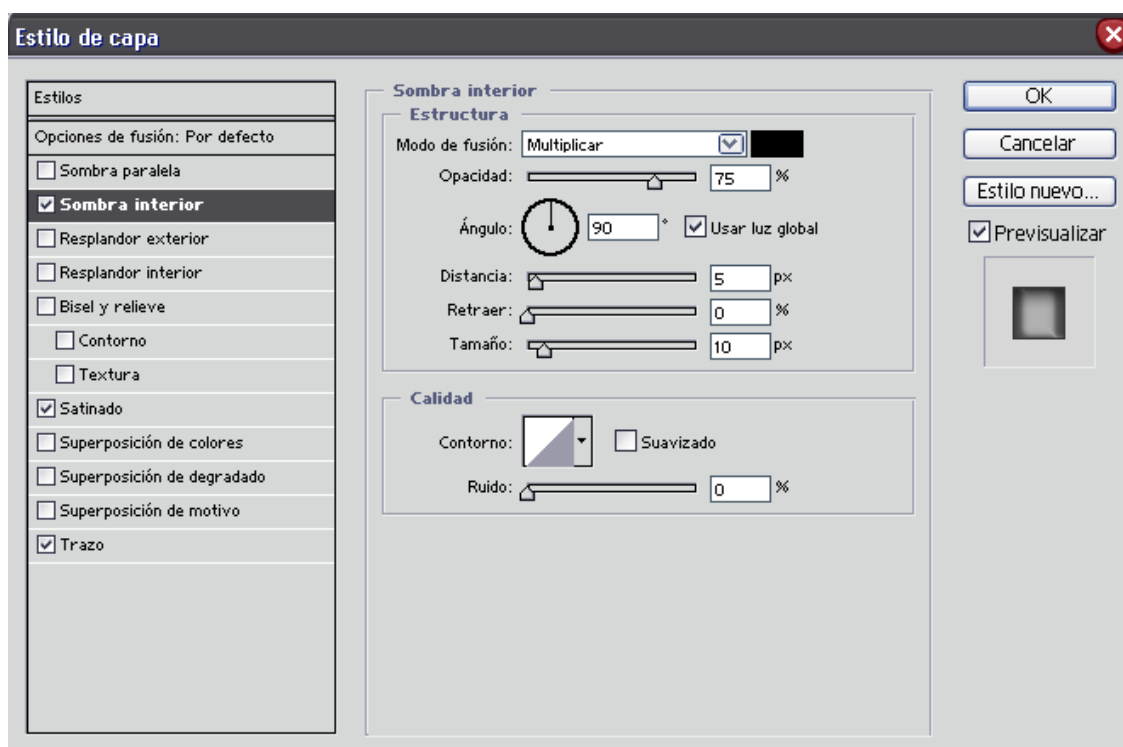 Estilo de capa
Estilos
Opciones de fusión: Por defecto
Sombra paralela
Sombra interior
Resplandor exterior
Resplandor interior
Bisel y relieve
Contorno
Textura
Satinado
Superposición de colores
Superposición de degradado
Superposición de motivo
Trazo
Sombra interior
Estructura
Modo de fusión: Multiplicar
Opacidad: 75 %
Ángulo: 90 ° Usar luz global
Distancia: 5 px
Retraer: 0 %
Tamaño: 10 px
Calidad
Contorno: Suavizado
Ruido: 0 %
OK
Cancelar
Estilo nuevo...
Previsualizar